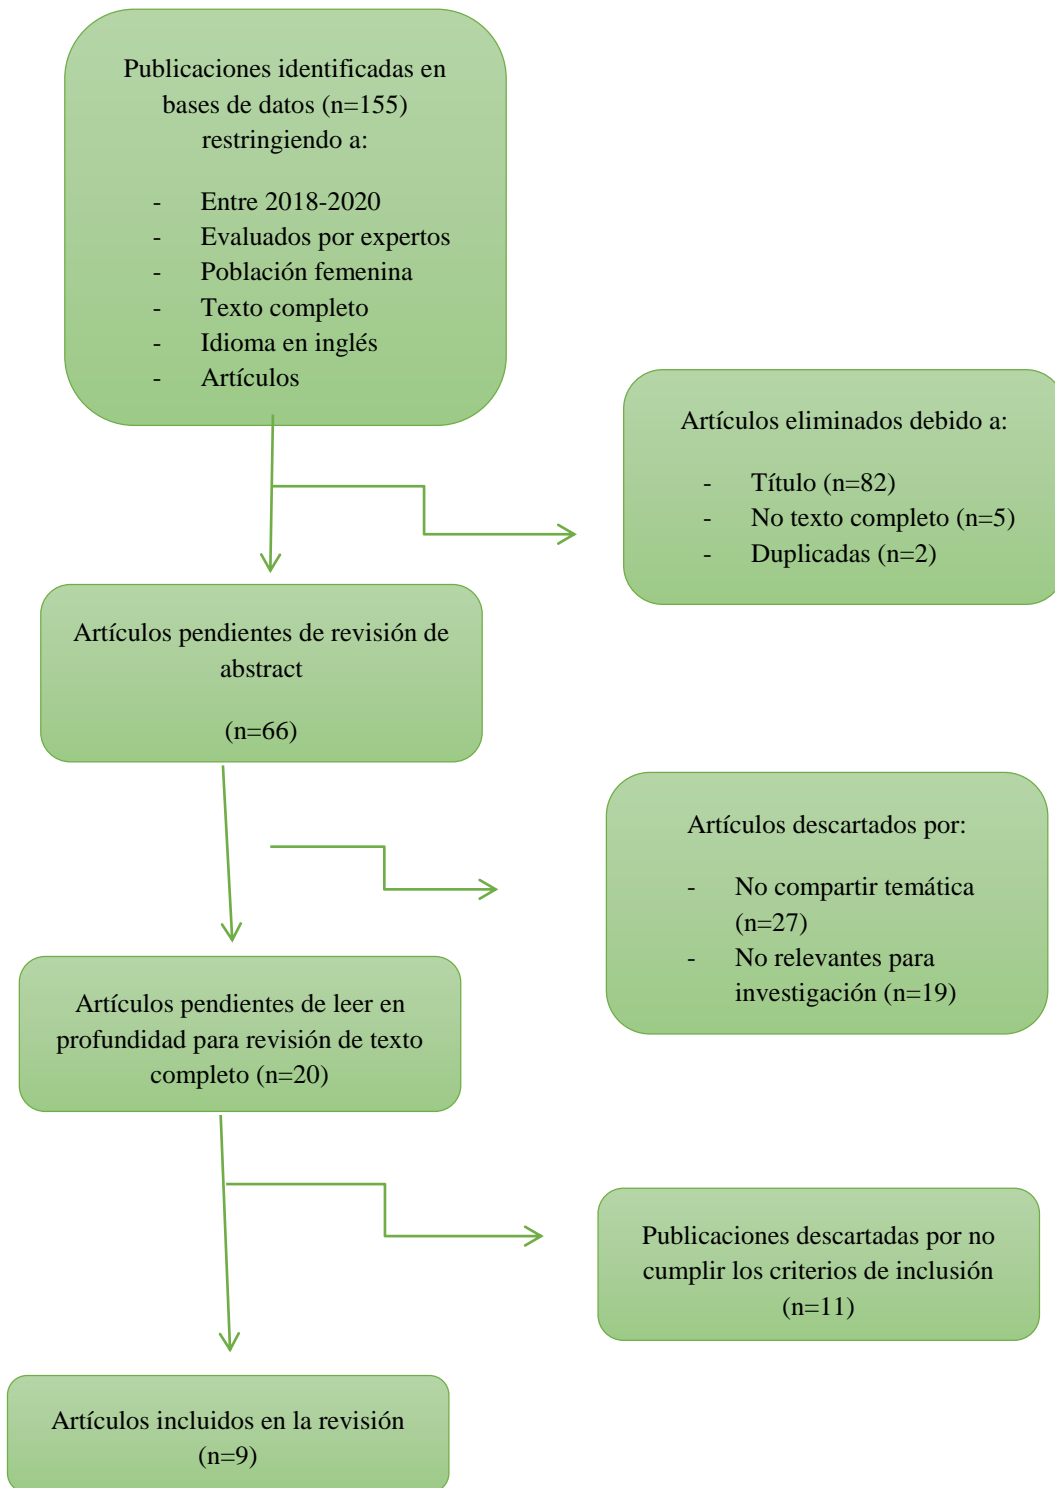 Publicaciones identificadas en
bases de datos (n=155)
restringiendo a:
- Entre 2018-2020
- Evaluados por expertos
- Población femenina
- Texto completo
- Idioma en inglés
- Artículos
Artículos eliminados debido a:
- Título (n=82)
- No texto completo (n=5)
- Duplicadas (n=2)
Artículos pendientes de revisión de
abstract
(n=66)
Artículos descartados por:
- No compartir temática
(n=27)
- No relevantes para
investigación (n=19)
Artículos pendientes de leer en
profundidad para revisión de texto
completo (n=20)
Publicaciones descartadas por no
cumplir los criterios de inclusión
(n=11)
Artículos incluidos en la revisión
(n=9)